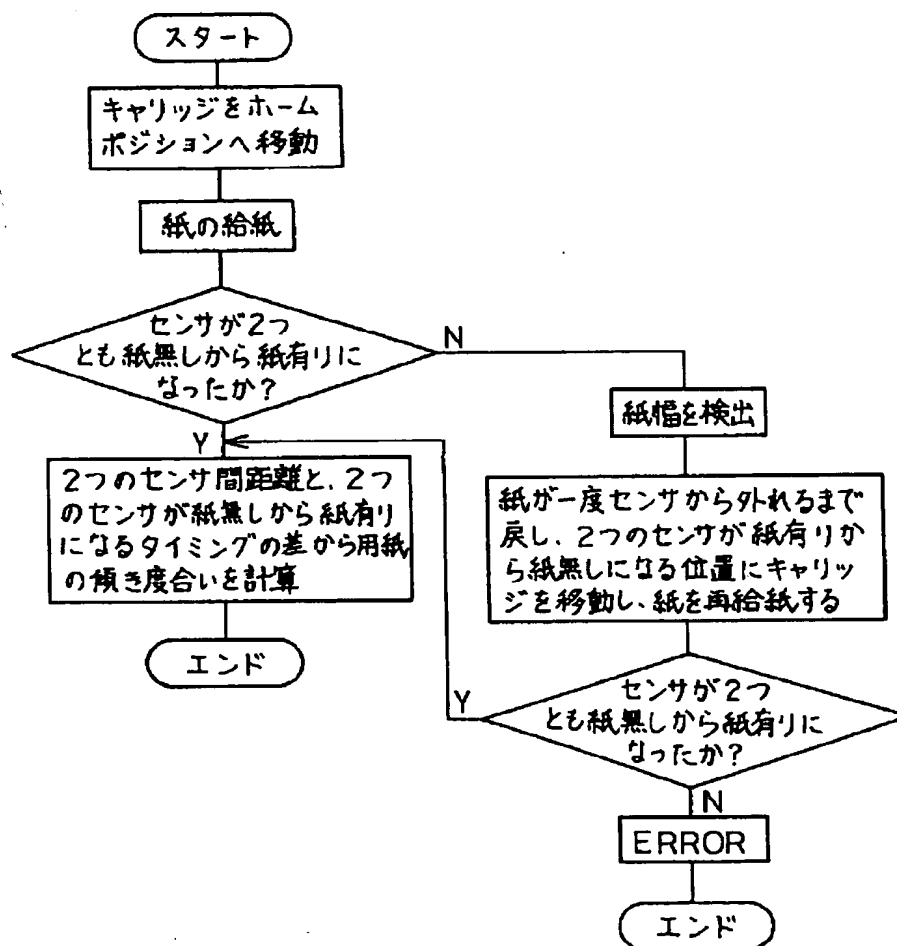 スタート
キャリッジをホーム
ポジションへ移動
紙の給紙
センサが2つ
とも紙無しから紙有りに
なったか?
N
Y
2つのセンサ間距離と、2つ
のセンサが紙無しから紙有り
になるタイミングの差から用紙
の傾き度合いを計算
エンド
紙幅を検出
紙が一度センサから外れるまで
戻し、2つのセンサが紙有りか
ら紙無しになる位置にキャリッ
ジを移動し、紙を再給紙する
センサが2つ
とも紙無しから紙有りに
なったか?
Y
N
ERROR
エンド